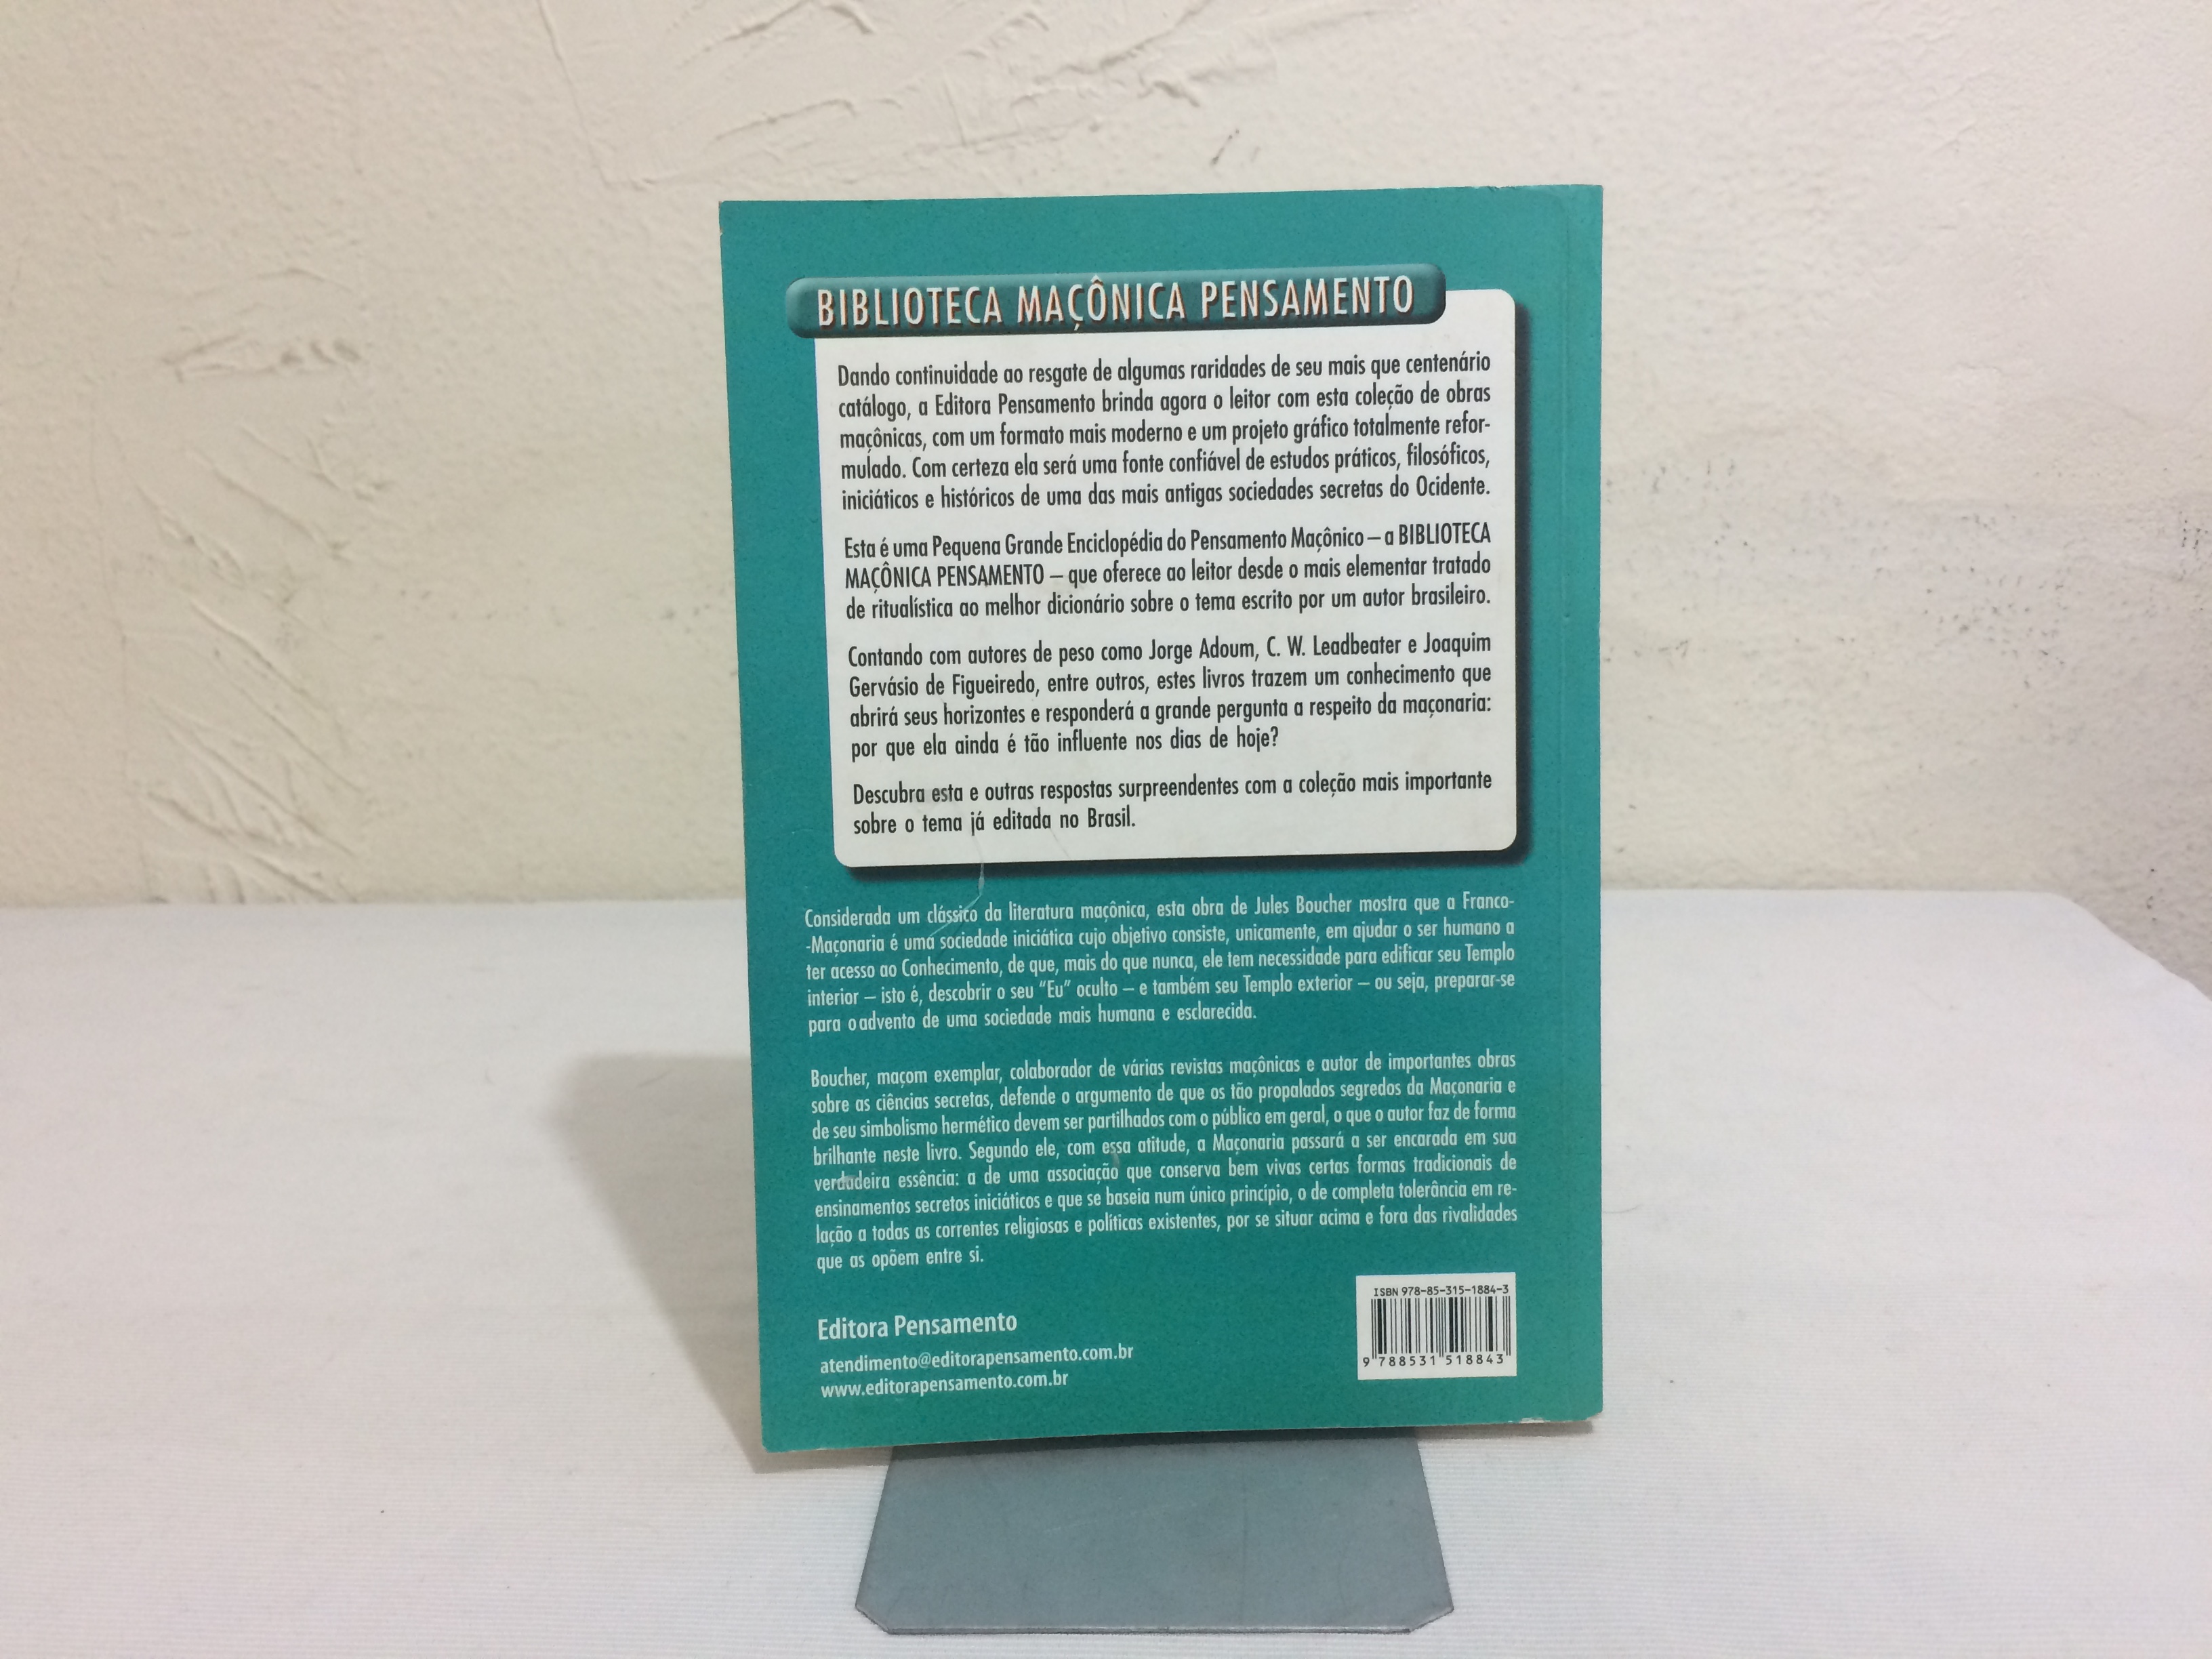 BIBLIOTECA MAÇÔNICA PENSAMENTO
Dando continuidade ao resgate de algumas raridades de seu mais que centenário
catálogo, a Editora Pensamento brinda agora o leitor com esta coleção de obras
maçônicas, com um formato mais moderno e um projeto gráfico totalmente refor-
mulado. Com certeza ela será uma fonte confiável de estudos práticos, filosóficos,
iniciáticos e históricos de uma das mais antigas sociedades secretas do Ocidente.
Esta é uma Pequena Grande Enciclopédia do Pensamento Maçônico – a BIBLIOTECA
MAÇÔNICA PENSAMENTO – que oferece ao leitor desde o mais elementar tratado
de ritualística ao melhor dicionário sobre o tema escrito por um autor brasileiro.
Contando com autores de peso como Jorge Adoum, C. W. Leadbeater e Joaquim
Gervásio de Figueiredo, entre outros, estes livros trazem um conhecimento que
abrirá seus horizontes e responderá a grande pergunta a respeito da maçonaria:
por que ela ainda é tão influente nos dias de hoje?
Descubra esta e outras respostas surpreendentes com a coleção mais importante
sobre o tema já editada no Brasil.
Considerada um clássico da literatura maçônica, esta obra de Jules Boucher mostra que a Franco-
-Maçonaria é uma sociedade iniciática cujo objetivo consiste, unicamente, em ajudar o ser humano a
ter acesso ao Conhecimento, de que, mais do que nunca, ele tem necessidade para edificar seu Templo
interior – isto é, descobrir o seu “Eu” oculto – e também seu Templo exterior – ou seja, preparar-se
para o advento de uma sociedade mais humana e esclarecida.
Boucher, maçom exemplar, colaborador de várias revistas maçônicas e autor de importantes obras
sobre as ciências secretas, defende o argumento de que os tão propalados segredos da Maçonaria e
de seu simbolismo hermético devem ser partilhados com o público em geral, o que o autor faz de forma
brilhante neste livro. Segundo ele, com essa atitude, a Maçonaria passará a ser encarada em sua
verdadeira essência: a de uma associação que conserva bem vivas certas formas tradicionais de
ensinamentos secretos iniciáticos e que se baseia num único princípio, o de completa tolerância em re-
lação a todas as correntes religiosas e políticas existentes, por se situar acima e fora das rivalidades
que as opõem entre si.
Editora Pensamento
atendimento@editorapensamento.com.br
www.editorapensamento.com.br
ISBN 978-85-315-1884-3
9 788531 518843